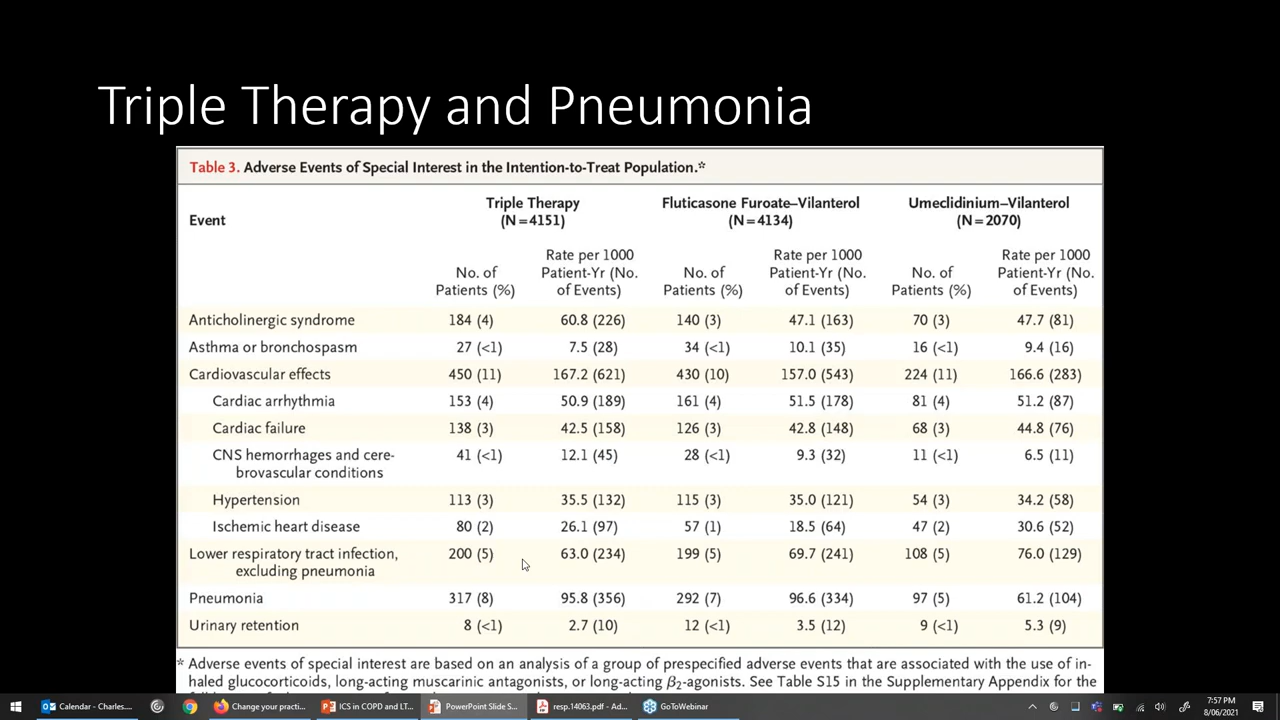 Triple Therapy and Pneumonia
Table 3. Adverse Events of Special Interest in the Intention-to-Treat Population.*
Event
Triple Therapy (N=4151)
Fluticasone Furoate–Vilanterol (N=4134)
Umeclidinium–Vilanterol (N=2070)
No. of Patients (%)
Rate per 1000 Patient-Yr (No. of Events)
No. of Patients (%)
Rate per 1000 Patient-Yr (No. of Events)
No. of Patients (%)
Rate per 1000 Patient-Yr (No. of Events)
Anticholinergic syndrome 184 (4) 60.8 (226) 140 (3) 47.1 (163) 70 (3) 47.7 (81)
Asthma or bronchospasm 27 (<1) 7.5 (28) 34 (<1) 10.1 (35) 16 (<1) 9.4 (16)
Cardiovascular effects 450 (11) 167.2 (621) 430 (10) 157.0 (543) 224 (11) 166.6 (283)
Cardiac arrhythmia 153 (4) 50.9 (189) 161 (4) 51.5 (178) 81 (4) 51.2 (87)
Cardiac failure 138 (3) 42.5 (158) 126 (3) 42.8 (148) 68 (3) 44.8 (76)
CNS hemorrhages and cere- 41 (<1) 12.1 (45) 28 (<1) 9.3 (32) 11 (<1) 6.5 (11)
brovascular conditions
Hypertension 113 (3) 35.5 (132) 115 (3) 35.0 (121) 54 (3) 34.2 (58)
Ischemic heart disease 80 (2) 26.1 (97) 57 (1) 18.5 (64) 47 (2) 30.6 (52)
Lower respiratory tract infection, 200 (5) 63.0 (234) 199 (5) 69.7 (241) 108 (5) 76.0 (129)
excluding pneumonia
Pneumonia 317 (8) 95.8 (356) 292 (7) 96.6 (334) 97 (5) 61.2 (104)
Urinary retention 8 (<1) 2.7 (10) 12 (<1) 3.5 (12) 9 (<1) 5.3 (9)
* Adverse events of special interest are based on an analysis of a group of prespecified adverse events that are associated with the use of in-
haled glucocorticoids, long-acting muscarinic antagonists, or long-acting β2-agonists. See Table S15 in the Supplementary Appendix for the
Calendar - Charles....
Change your practi...
ICS in COPD and LT...
PowerPoint Slide S...
resp.14063.pdf - Ad...
GoToWebinar
7:57 PM
8/06/2021